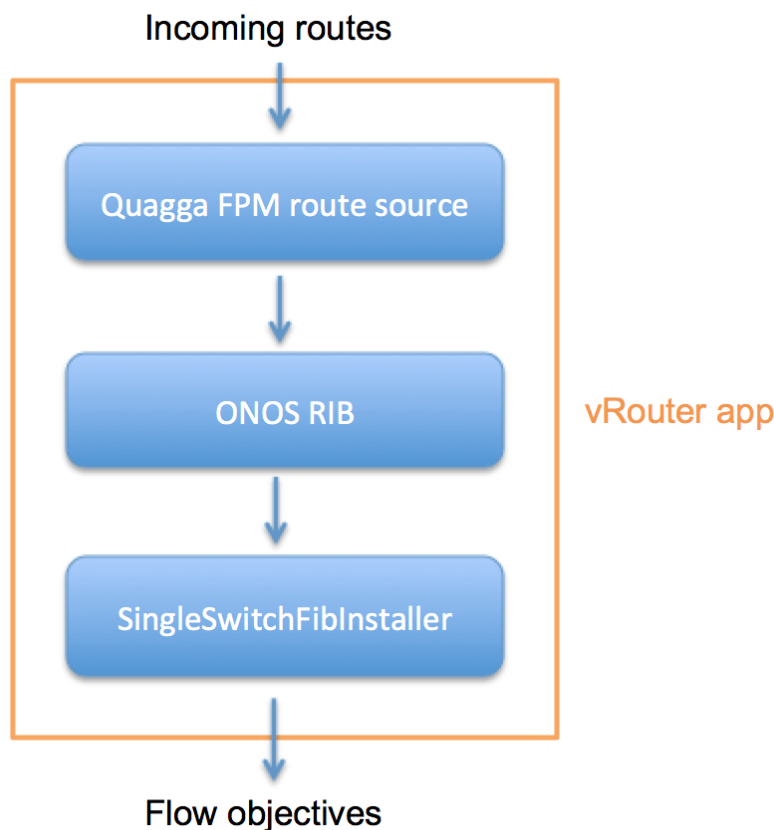 Incoming routes
Quagga FPM route source
ONOS RIB
vRouter app
SingleSwitchFibInstaller
Flow objectives